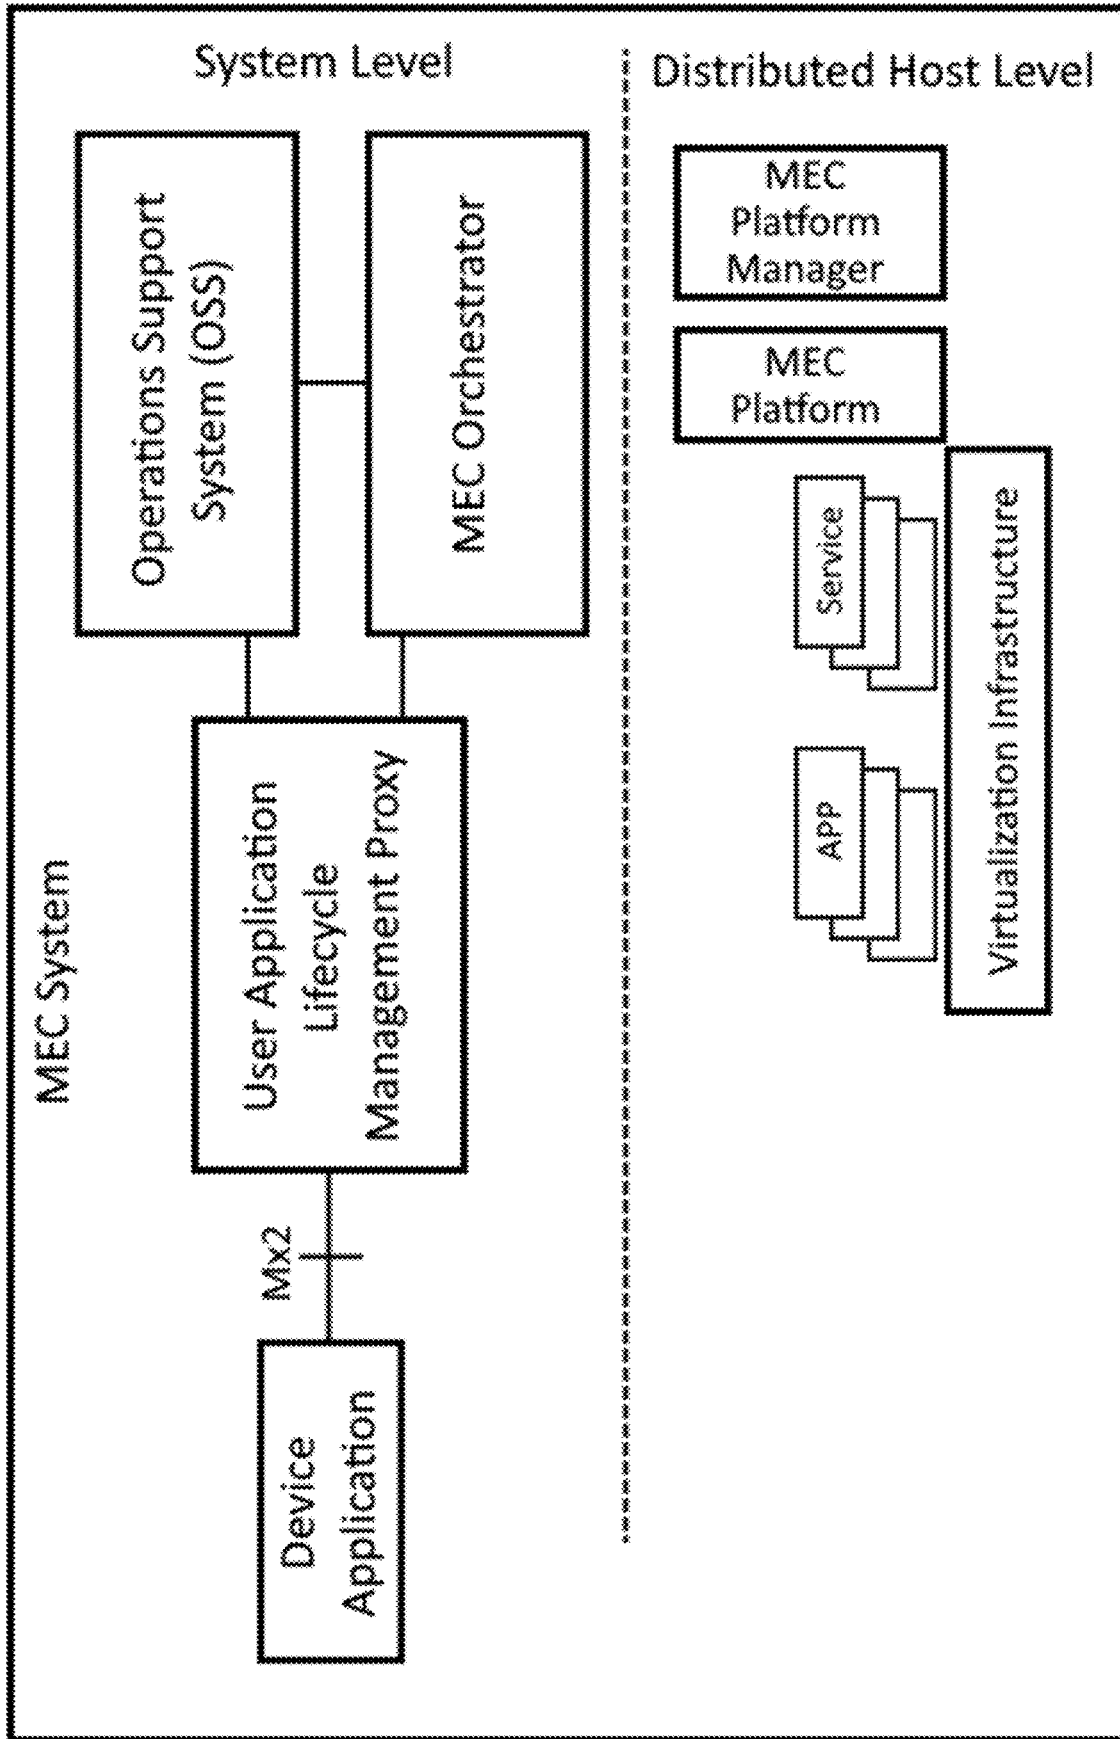 MEC System
System Level
Operations Support
System (OSS)
MEC Orchestrator
User Application
Lifecycle
Management Proxy
Mx2
Device
Application
Distributed Host Level
MEC
Platform
Manager
MEC
Platform
Service
APP
Virtualization Infrastructure